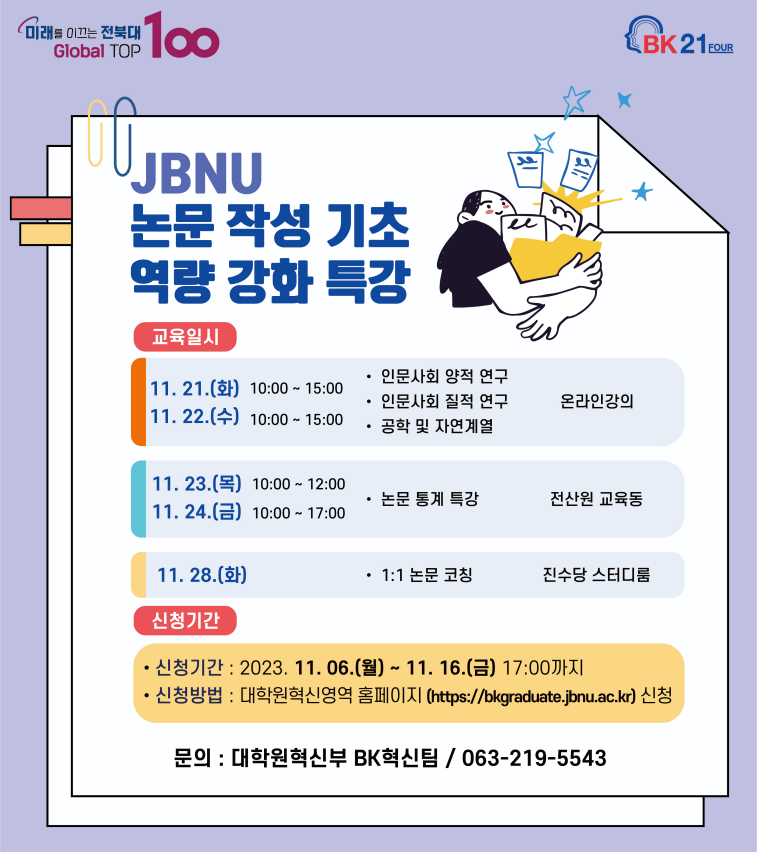 미래를 이끄는 전북대
Global TOP 100
BK 21 FOUR
JBNU
논문 작성 기초
역량 강화 특강
교육일시
11. 21.(화) 10:00 ~ 15:00
11. 22.(수) 10:00 ~ 15:00
• 인문사회 양적 연구
• 인문사회 질적 연구
• 공학 및 자연계열
온라인강의
11. 23.(목) 10:00 ~ 12:00
11. 24.(금) 10:00 ~ 17:00
• 논문 통계 특강
전산원 교육동
11. 28.(화) • 1:1 논문 코칭 진수당 스터디룸
신청기간
• 신청기간 : 2023. 11. 06.(월) ~ 11. 16.(금) 17:00까지
• 신청방법 : 대학원혁신영역 홈페이지 (https://bkgraduate.jbnu.ac.kr) 신청
문의 : 대학원혁신부 BK혁신팀 / 063-219-5543